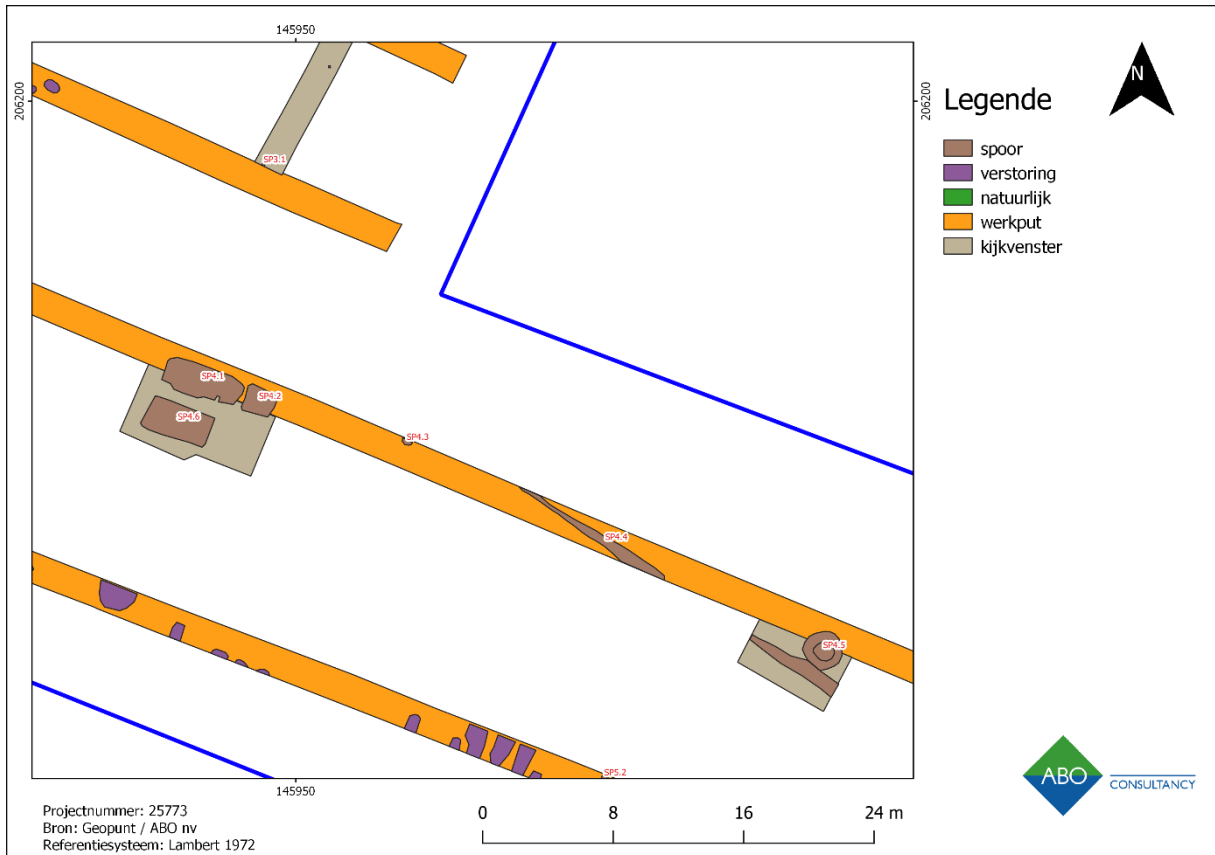 145950
206200
206200
N
Legende
spoor
verstoring
natuurlijk
werkput
kijkvenster
SP3.1
SP4.1
SP4.2
SP4.6
SP4.3
SP4.4
SP4.5
SP5.2
145950
Projectnummer: 25773
Bron: Geopunt / ABO nv
Referentiesysteem: Lambert 1972
0 8 16 24 m
ABO CONSULTANCY